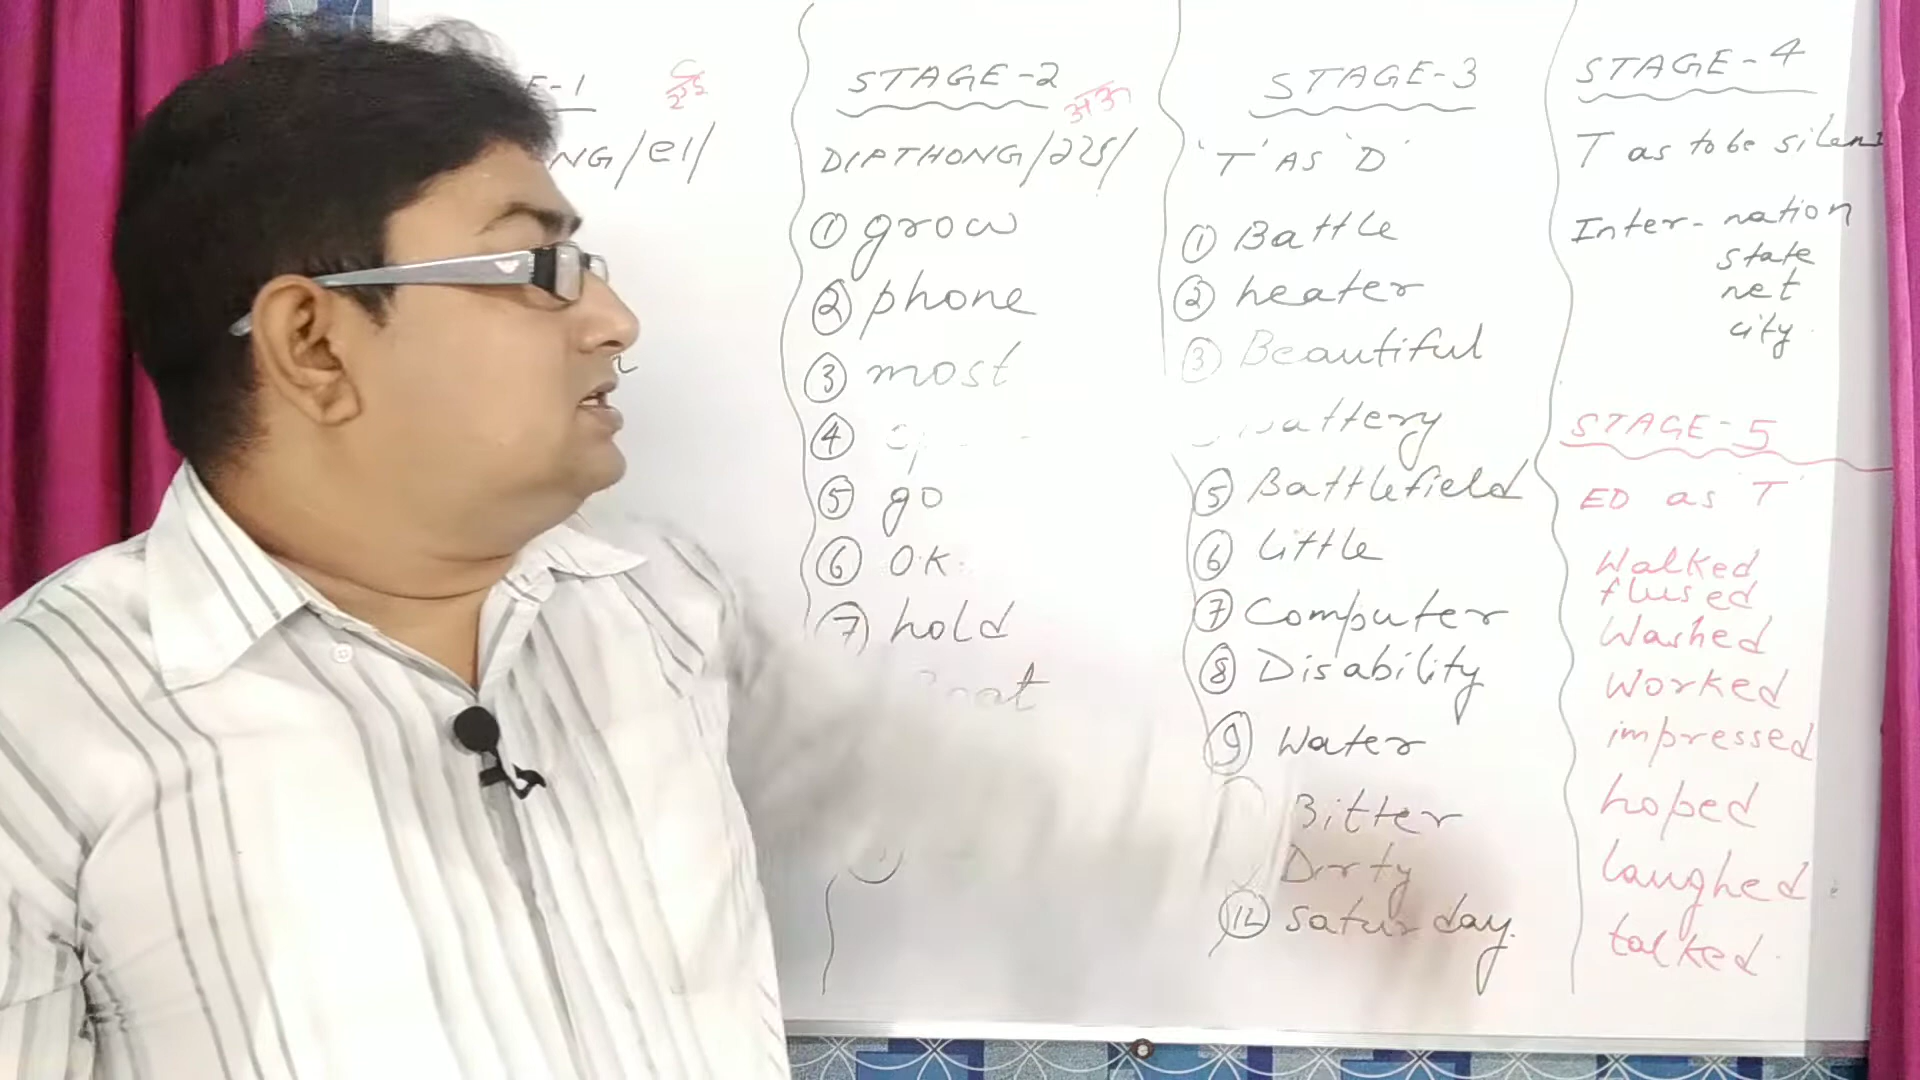 STAGE-2
अऊ
DIPTHONG
① grow
② phone
③ most
④
⑤ go
⑥ O.K.
⑦ hold
STAGE-3
'T' AS 'D'
① Battle
② heater
③ Beautiful
Battery
⑤ Battlefield
⑥ Little
⑦ Computer
⑧ Disability
⑨ Water
Bitter
Dirty
⑫ Saturday.
STAGE-4
T as to be silent
Inter-nation
state
net
city.
STAGE-5
ED as T
Walked
flused
Washed
Worked
impressed
hoped
laughed
talked.